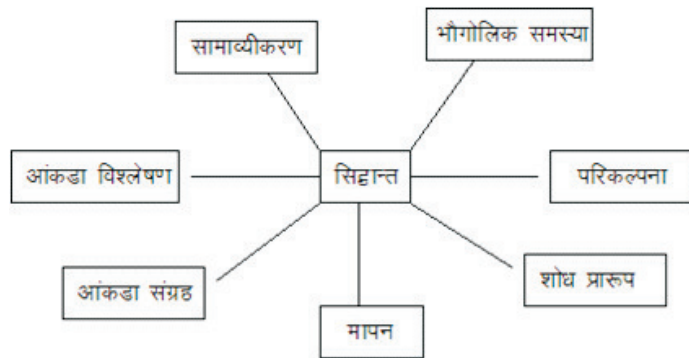 भौगोलिक समस्या
सामाव्यीकरण
आंकडा विश्लेषण
सिद्वान्त
परिकल्पना
आंकडा संग्रह
शोध प्रारूप
मापन